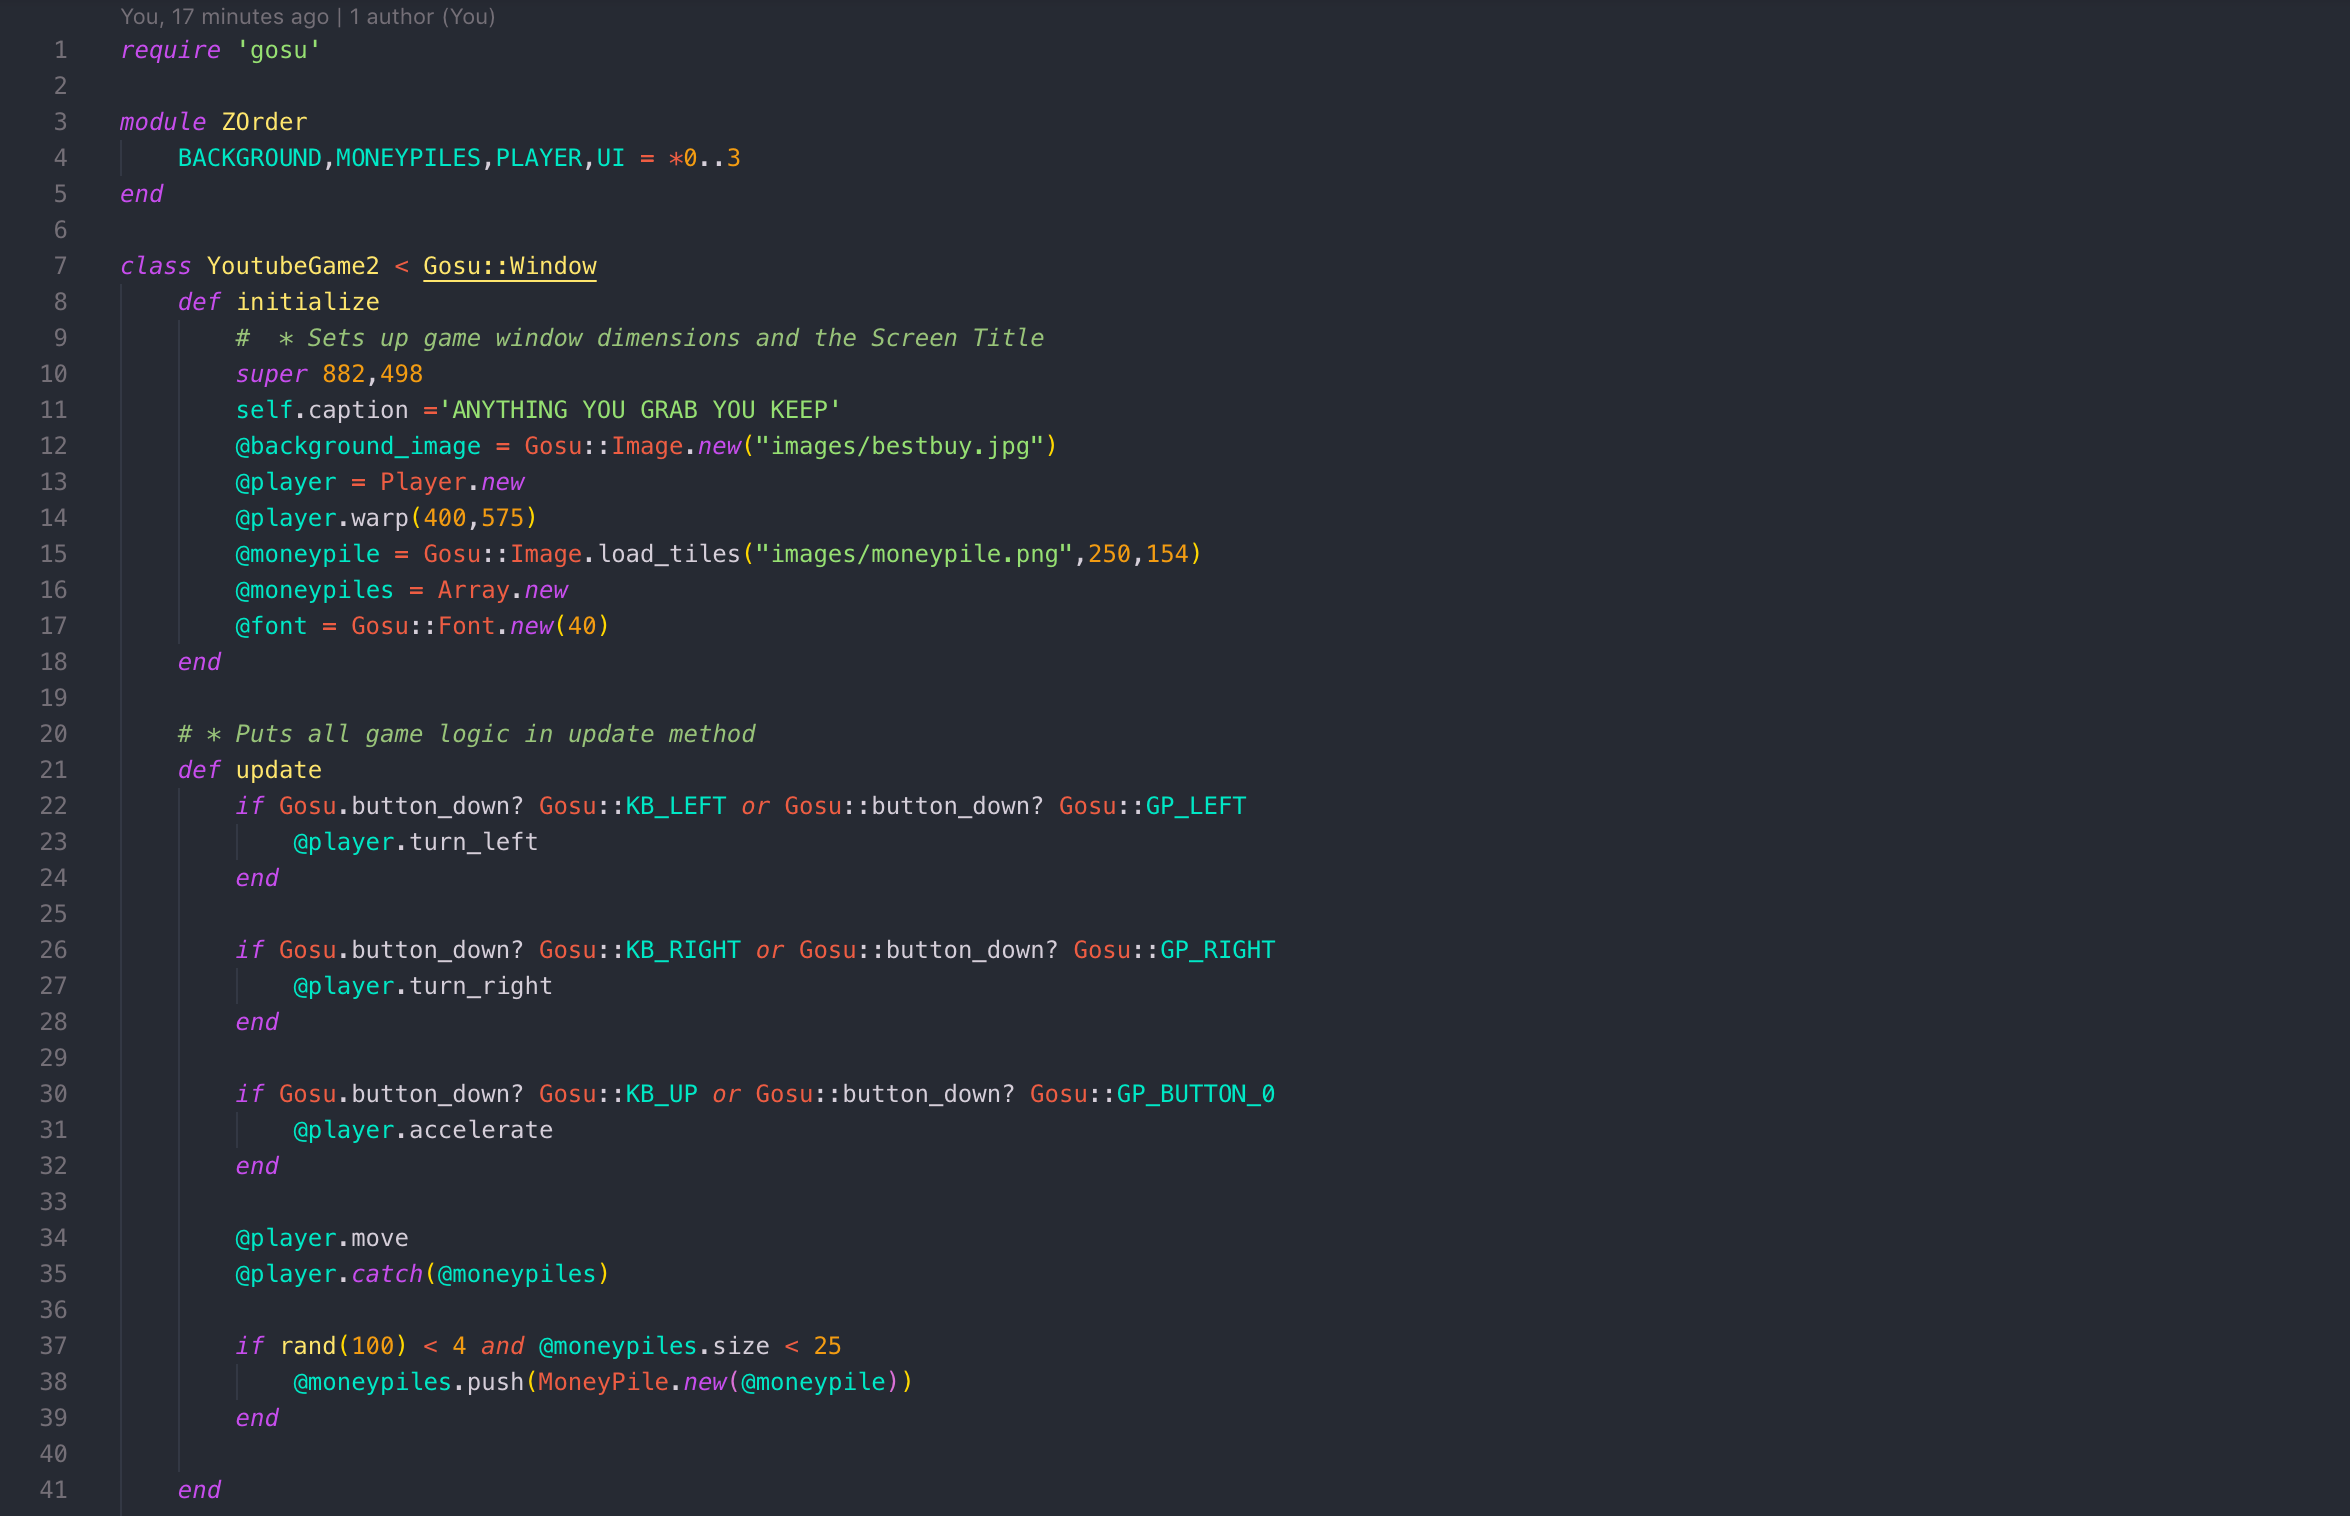 You, 17 minutes ago | 1 author (You)
1 require 'gosu'
2
3 module ZOrder
4 BACKGROUND,MONEYPILES,PLAYER,UI = *0..3
5 end
6
7 class YoutubeGame2 < Gosu::Window
8 def initialize
9 #  * Sets up game window dimensions and the Screen Title
10 super 882,498
11 self.caption ='ANYTHING YOU GRAB YOU KEEP'
12 @background_image = Gosu::Image.new("images/bestbuy.jpg")
13 @player = Player.new
14 @player.warp(400,575)
15 @moneypile = Gosu::Image.load_tiles("images/moneypile.png",250,154)
16 @moneypiles = Array.new
17 @font = Gosu::Font.new(40)
18 end
19
20 # * Puts all game logic in update method
21 def update
22 if Gosu.button_down? Gosu::KB_LEFT or Gosu::button_down? Gosu::GP_LEFT
23 @player.turn_left
24 end
25
26 if Gosu.button_down? Gosu::KB_RIGHT or Gosu::button_down? Gosu::GP_RIGHT
27 @player.turn_right
28 end
29
30 if Gosu.button_down? Gosu::KB_UP or Gosu::button_down? Gosu::GP_BUTTON_0
31 @player.accelerate
32 end
33
34 @player.move
35 @player.catch(@moneypiles)
36
37 if rand(100) < 4 and @moneypiles.size < 25
38 @moneypiles.push(MoneyPile.new(@moneypile))
39 end
40
41 end